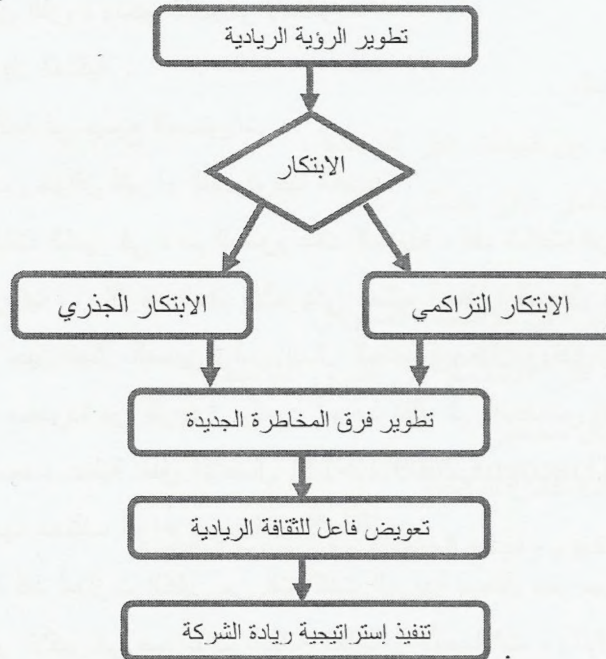 تطوير الرؤية الريادية
الابتكار
الابتكار التراكمي
الابتكار الجذري
تطوير فرق المخاطرة الجديدة
تعويض فاعل للثقافة الريادية
تنفيذ إستراتيجية ريادة الشركة